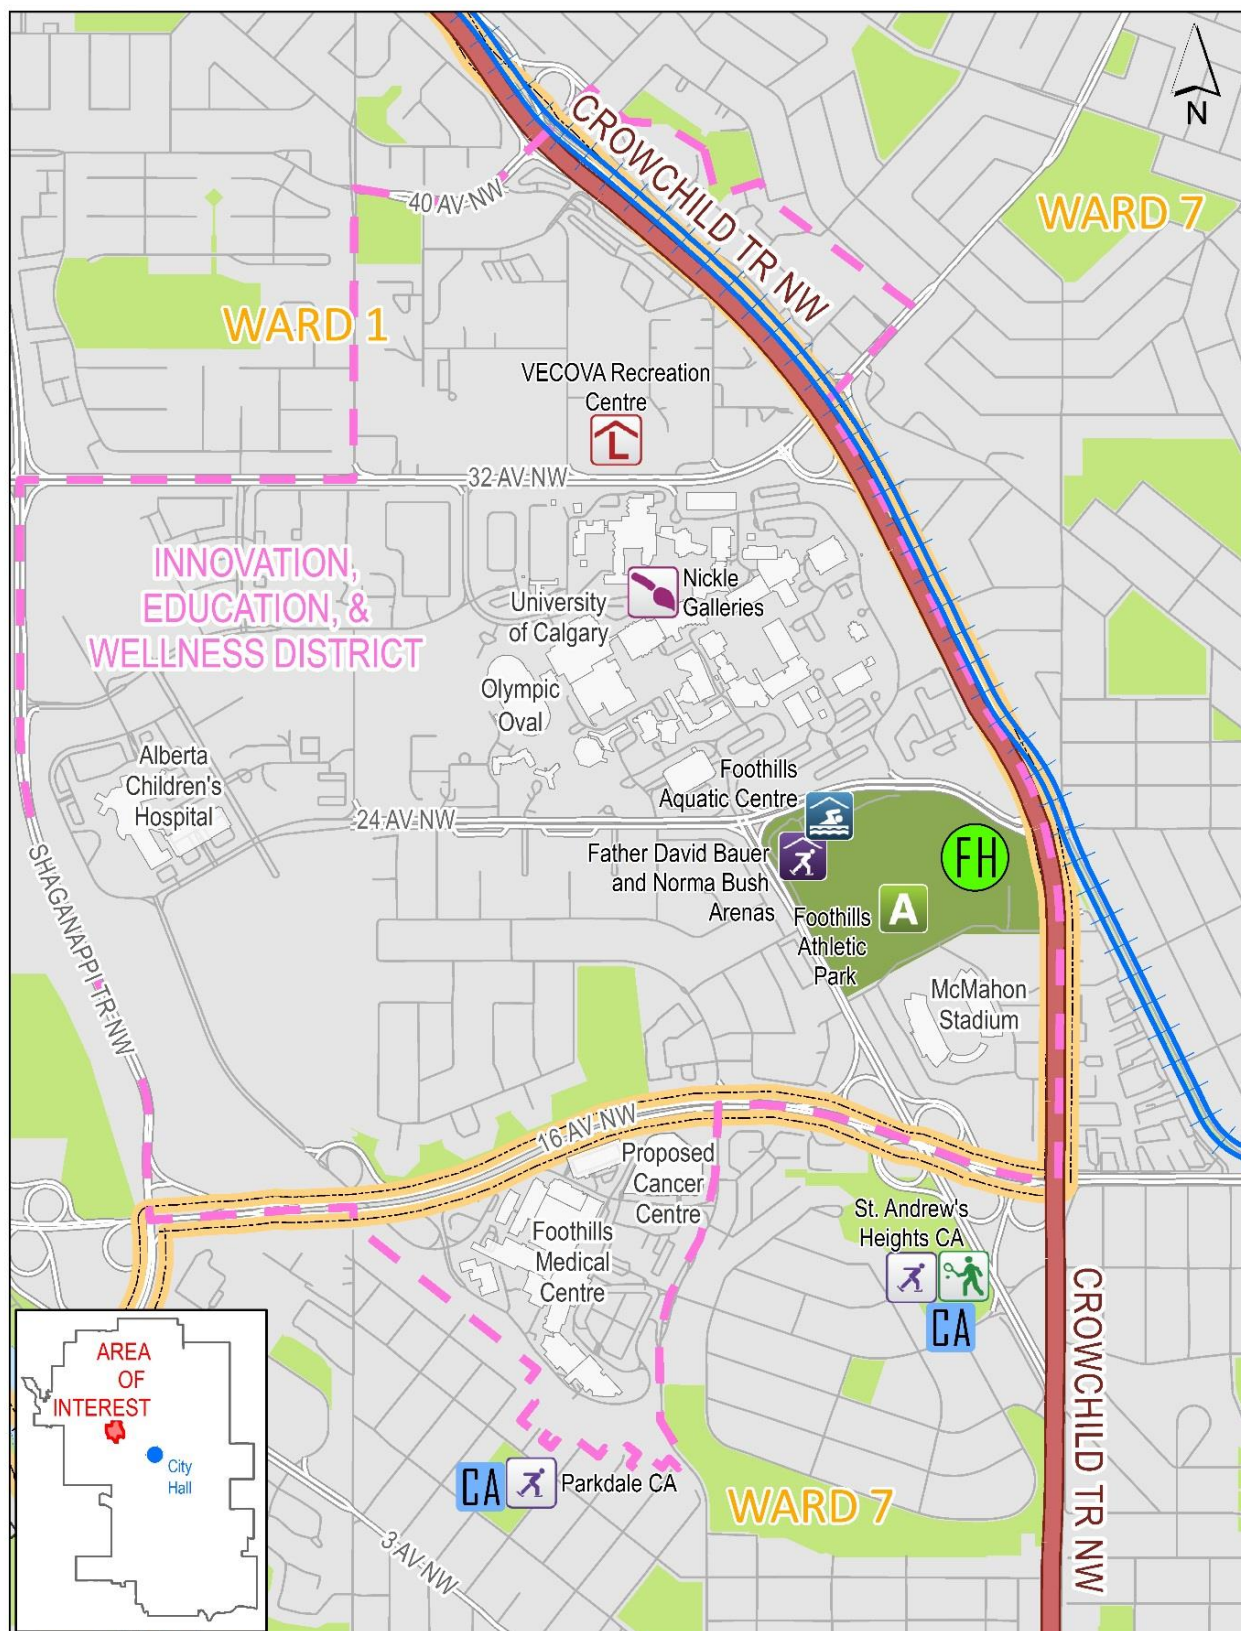 N
CROWCHILD TR NW
WARD 7
40 AV NW
WARD 1
VECOVA Recreation
Centre
L
32 AV NW
INNOVATION,
EDUCATION, &
WELLNESS DISTRICT
Nickle
Galleries
University
of Calgary
Olympic
Oval
Alberta
Children's
Hospital
Foothills
Aquatic Centre
24 AV NW
Father David Bauer
and Norma Bush
Arenas
FH
A
Foothills
Athletic
Park
SHAGANAPPI TR NW
McMahon
Stadium
16 AV NW
Proposed
Cancer
Centre
St. Andrew's
Heights CA
Foothills
Medical
Centre
CA
CROWCHILD TR NW
AREA
OF
INTEREST
City
Hall
CA
Parkdale CA
WARD 7
3 AV NW